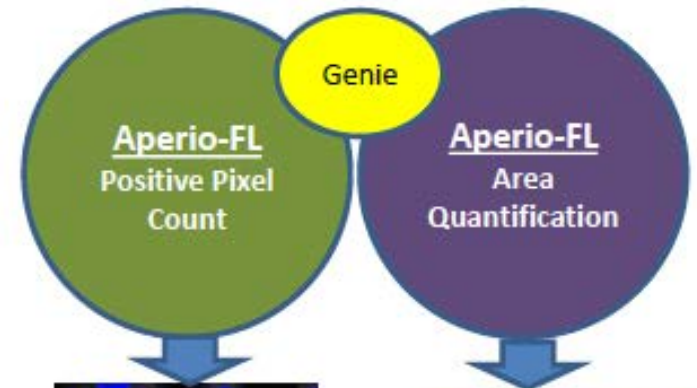 Genie
Aperio-FL
Positive Pixel
Count
Aperio-FL
Area
Quantification